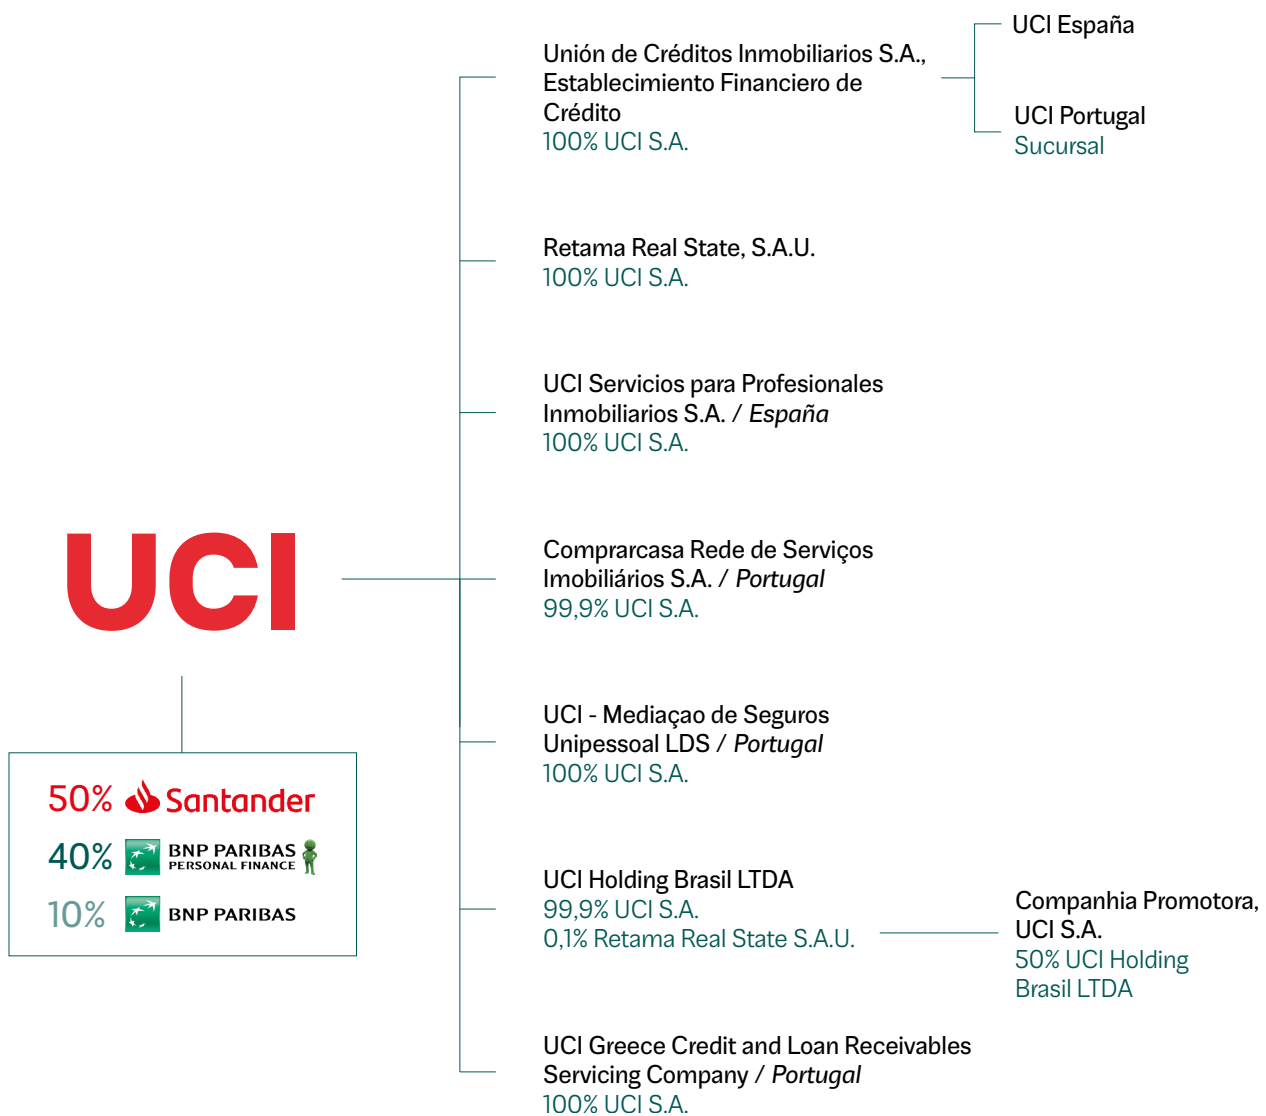 UCI
50% Santander
40% BNP PARIBAS
PERSONAL FINANCE
10% BNP PARIBAS
Unión de Créditos Inmobiliarios S.A.,
Establecimiento Financiero de
Crédito
100% UCI S.A.
UCI España
UCI Portugal
Sucursal
Retama Real State, S.A.U.
100% UCI S.A.
UCI Servicios para Profesionales
Inmobiliarios S.A. / España
100% UCI S.A.
Comprarcasa Rede de Serviços
Imobiliários S.A. / Portugal
99,9% UCI S.A.
UCI - Mediaçao de Seguros
Unipessoal LDS / Portugal
100% UCI S.A.
UCI Holding Brasil LTDA
99,9% UCI S.A.
0,1% Retama Real State S.A.U.
Companhia Promotora,
UCI S.A.
50% UCI Holding
Brasil LTDA
UCI Greece Credit and Loan Receivables
Servicing Company / Portugal
100% UCI S.A.